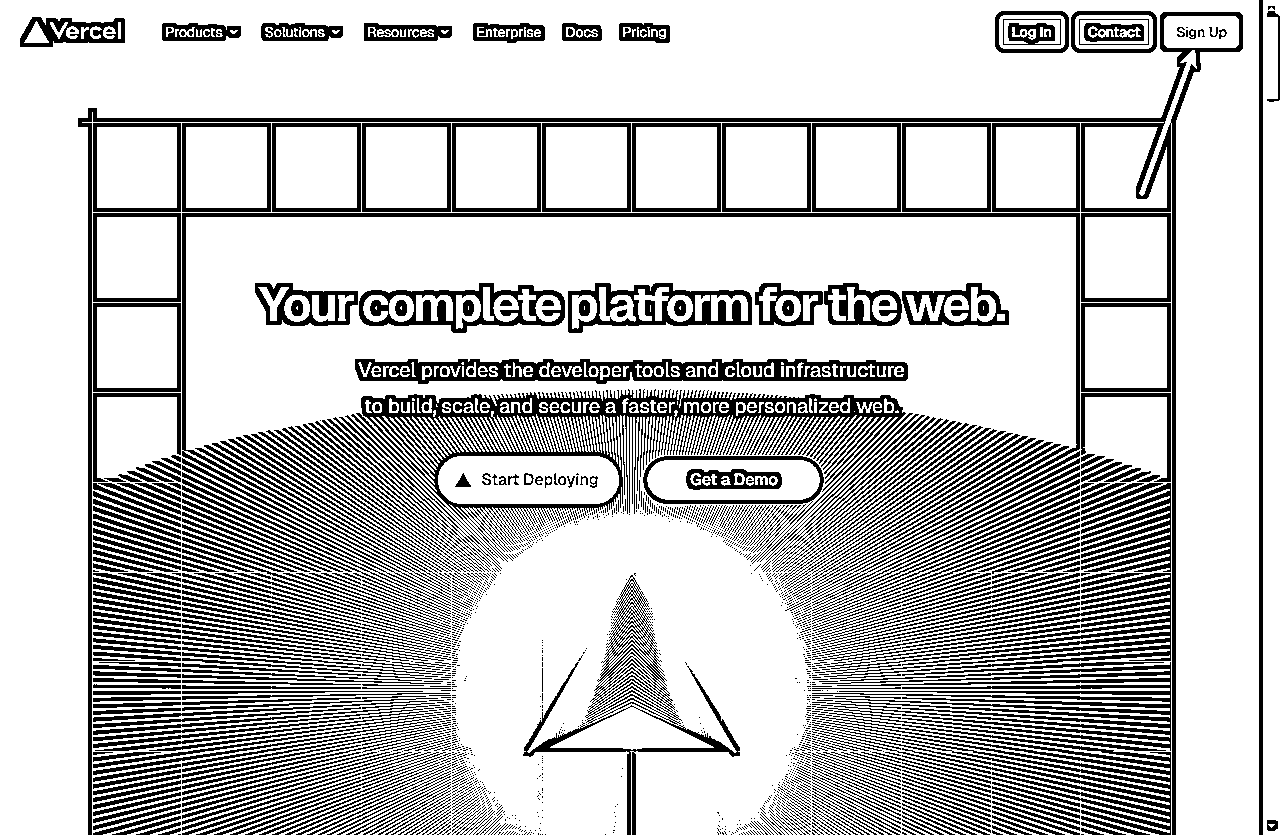 Vercel
Products Solutions Resources Enterprise Docs Pricing
Log In Contact Sign Up
Your complete platform for the web.
Vercel provides the developer tools and cloud infrastructure
to build, scale, and secure a faster, more personalized web.
Start Deploying Get a Demo